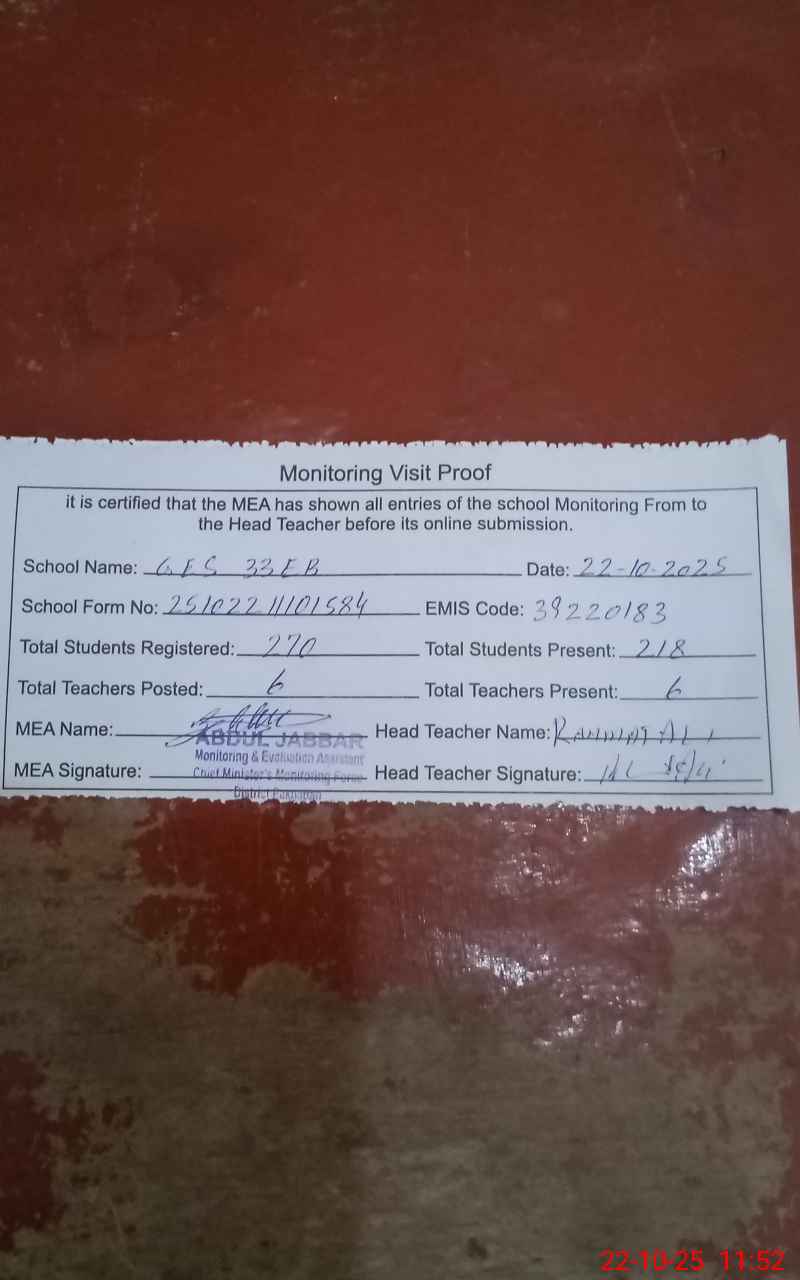 Monitoring Visit Proof
it is certified that the MEA has shown all entries of the school Monitoring From to
the Head Teacher before its online submission.
School Name: GES 33EB Date: 22-10-2025
School Form No: 25102211101584 EMIS Code: 39220183
Total Students Registered: 270 Total Students Present: 218
Total Teachers Posted: 6 Total Teachers Present: 6
MEA Name: Head Teacher Name:
ABDUL JABBAR
Monitoring & Evaluation Assistant
MEA Signature: Chief Minister's Monitoring Force Head Teacher Signature:
District Pakpattan
22-10-25 11:52